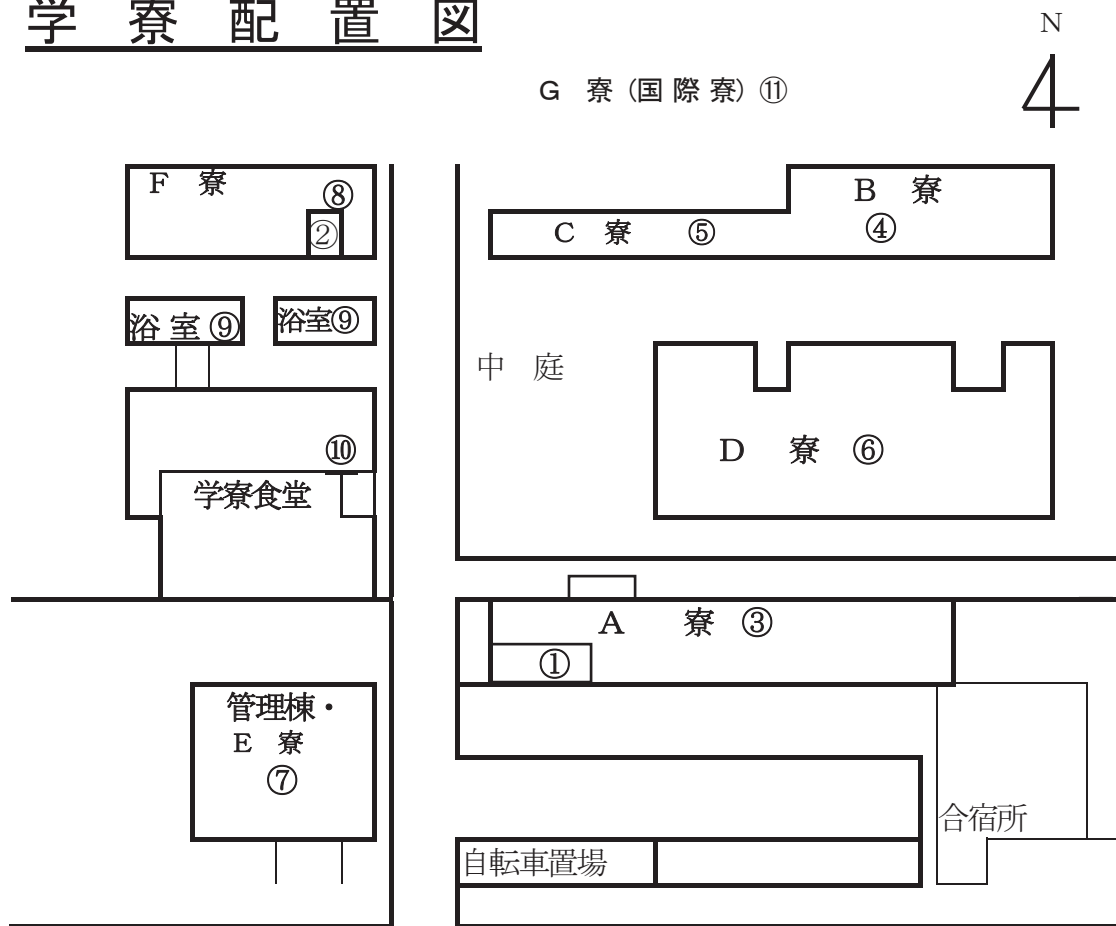 学 寮 配 置 図
N
G 寮 (国 際 寮) ⑪
F 寮
⑧
②
B 寮
④
C 寮 ⑤
浴 室 ⑨
浴室⑨
中 庭
D 寮 ⑥
⑩
学寮食堂
A 寮 ③
①
管理棟・
E 寮
⑦
合宿所
自転車置場